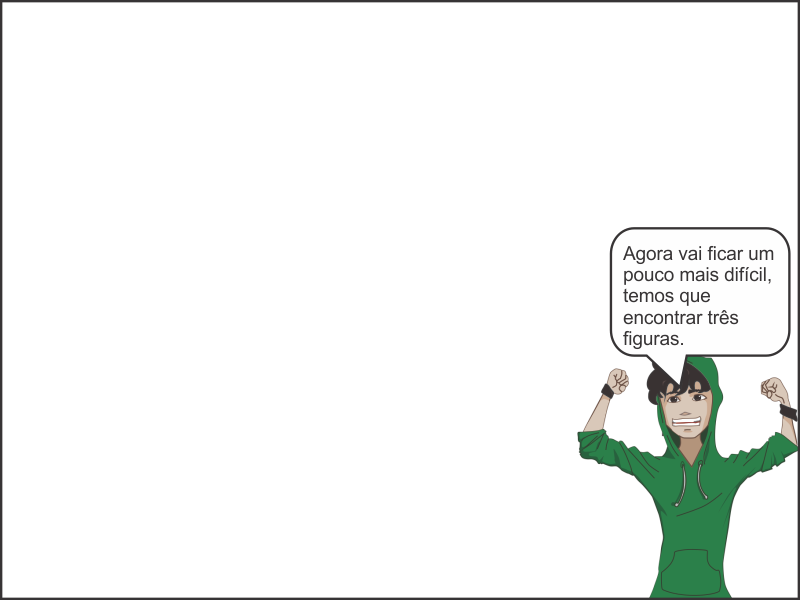 Agora vai ficar um
pouco mais difícil,
temos que
encontrar três
figuras.